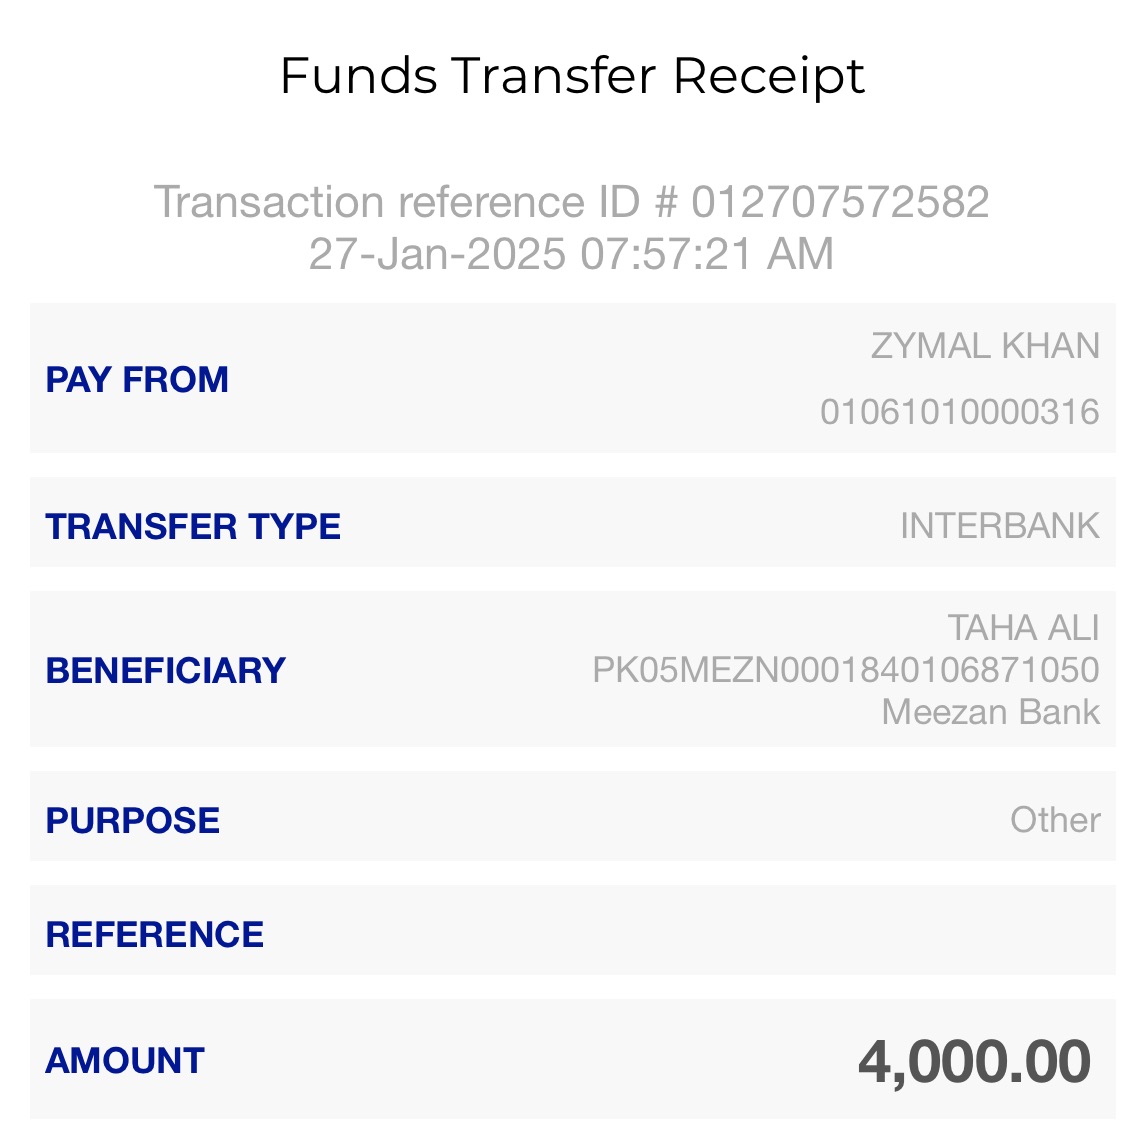 Funds Transfer Receipt
Transaction reference ID # 012707572582
27-Jan-2025 07:57:21 AM
PAY FROM
ZYMAL KHAN
01061010000316
TRANSFER TYPE
INTERBANK
BENEFICIARY
TAHA ALI
PK05MEZN0001840106871050
Meezan Bank
PURPOSE
Other
REFERENCE
AMOUNT
4,000.00